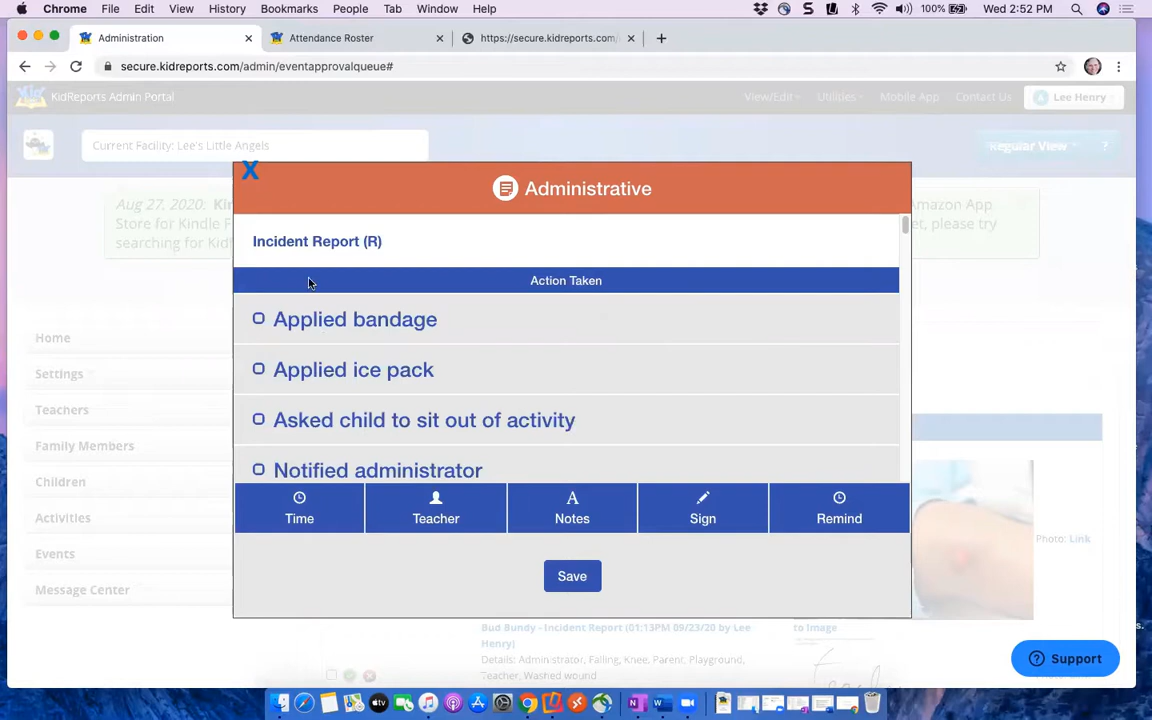 Chrome File Edit View History Bookmarks People Tab Window Help 100% Wed 2:52 PM
Administration Attendance Roster https://secure.kidreports.com/
secure.kidreports.com/admin/eventapprovalqueue#
KidReports Admin Portal View/Edit Utilities Mobile App Contact Us A Lee Henry
Current Facility: Lee's Little Angels Regular View ?
X
Administrative
Aug 27, 2020: Kin Amazon App
Store for Kindle F et, please try
searching for Kid
Incident Report (R)
Action Taken
Applied bandage
Applied ice pack
Asked child to sit out of activity
Notified administrator
Time Teacher Notes Sign Remind
Save
Home
Settings
Teachers
Family Members
Children
Activities
Events
Message Center
Photo: Link
Bud Bundy - Incident Report (01:13PM 09/23/20 by Lee
Henry)
Details: Administrator, Falling, Knee, Parent, Playground,
Teacher, Washed wound
to Image
? Support